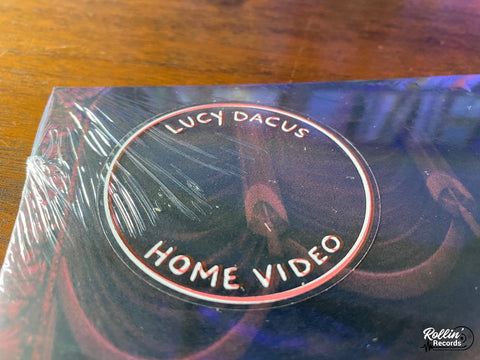 LUCY DACUS
HOME VIDEO
Rollin'
Records